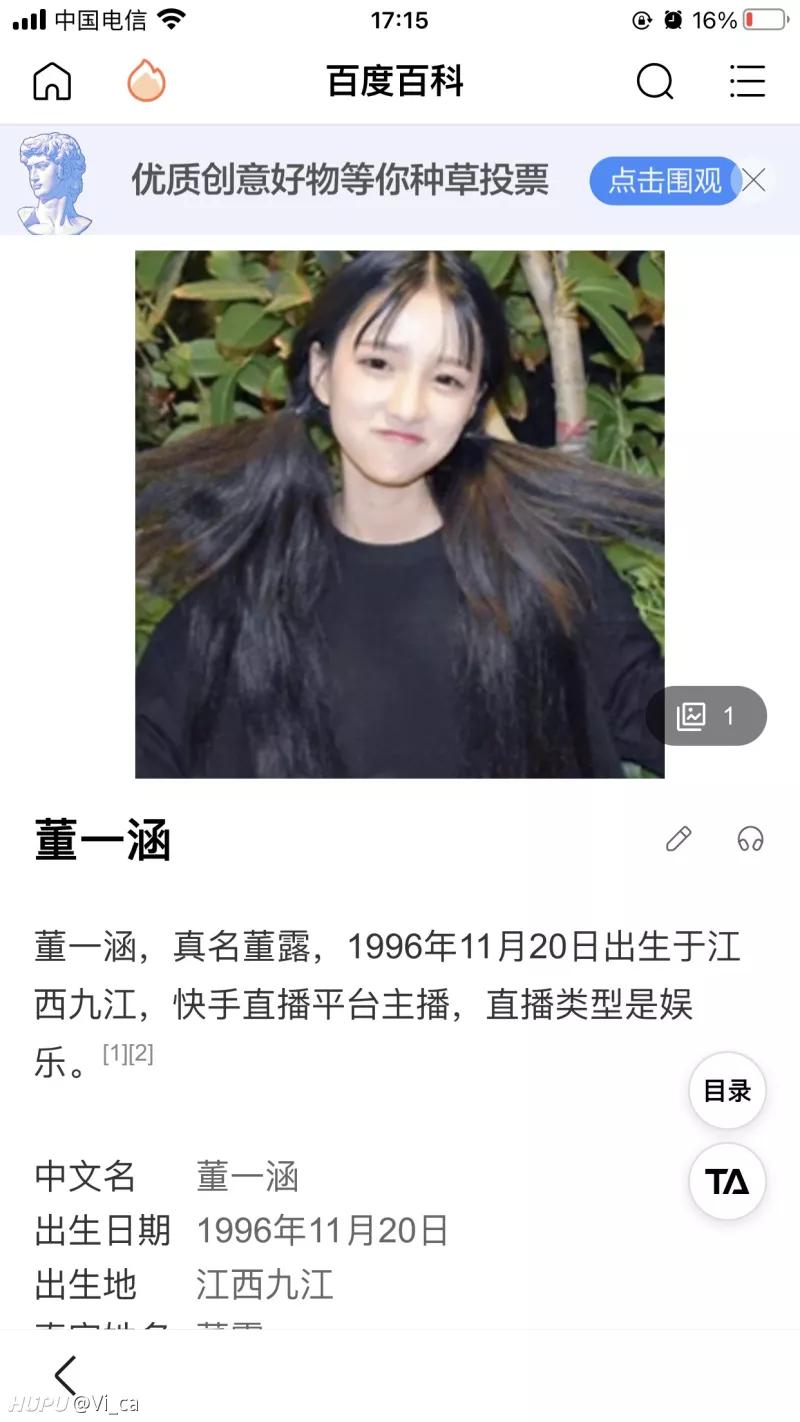 中国电信 17:15 16%
百度百科
优质创意好物等你种草投票 点击围观
1
董一涵
董一涵，真名董露，1996年11月20日出生于江
西九江，快手直播平台主播，直播类型是娱
乐。[1][2]
目录
中文名 董一涵
TA
出生日期 1996年11月20日
出生地 江西九江
HUPU @Vi_ca